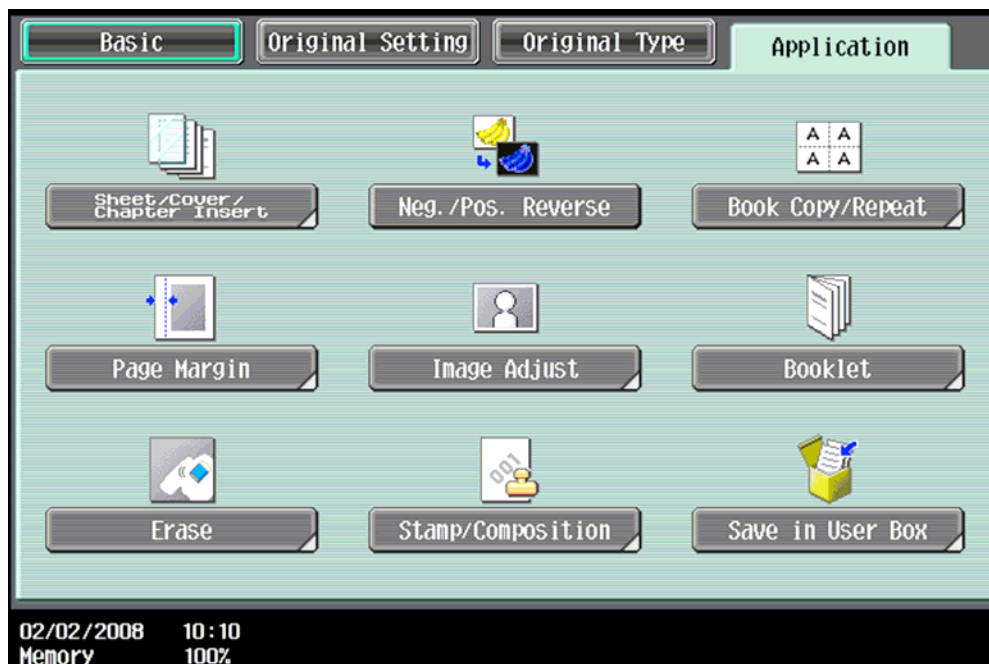 Basic
Original Setting
Original Type
Application
Sheet/Cover/
Chapter Insert
Neg./Pos. Reverse
A A
A A
Book Copy/Repeat
Page Margin
Image Adjust
Booklet
001
Erase
Stamp/Composition
Save in User Box
02/02/2008 10:10
Memory 100%